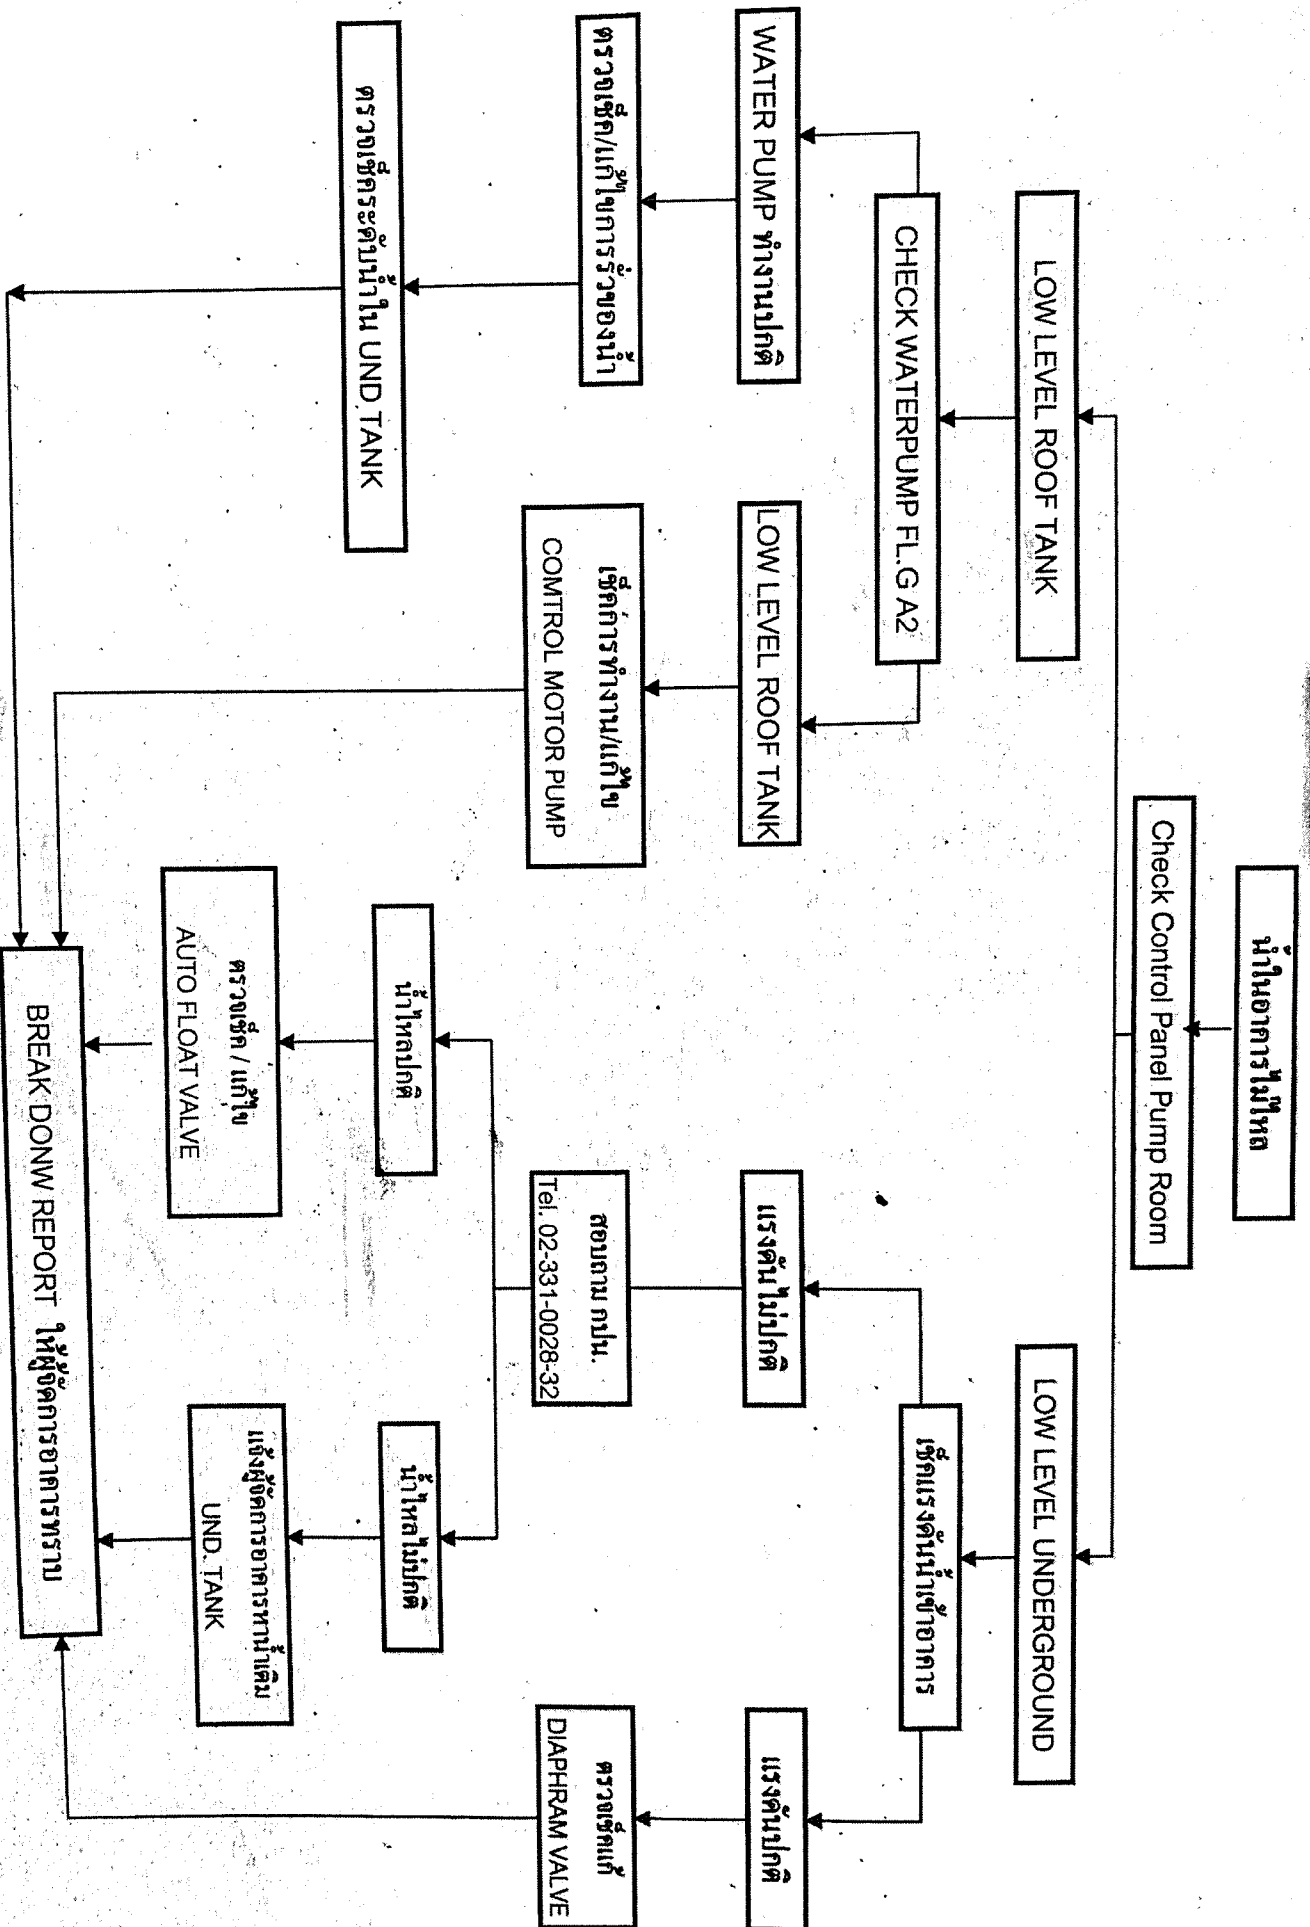 น้ำในอาคารไม่ไหล
Check Control Panel Pump Room
LOW LEVEL ROOF TANK
LOW LEVEL UNDERGROUND
CHECK WATERPUMP FL.G A2
เช็คแรงดันน้ำเข้าอาคาร
WATER PUMP ทำงานปกติ
LOW LEVEL ROOF TANK
แรงดันไม่ปกติ
แรงดันปกติ
ตรวจเช็ค/แก้ไขการรั่วของน้ำ
เช็คการทำงาน/แก้ไข
COMTROL MOTOR PUMP
สอบถาม กปน.
Tel. 02-331-0028-32
ตรวจเช็คแก้
DIAPHRAM VALVE
ตรวจเช็คระดับน้ำใน UND.TANK
น้ำไหลปกติ
น้ำไหลไม่ปกติ
ตรวจเช็ค / แก้ไข
AUTO FLOAT VALVE
แจ้งผู้จัดการอาคารหาน้ำเติม
UND. TANK
BREAK DONW REPORT ให้ผู้จัดการอาคารทราบ